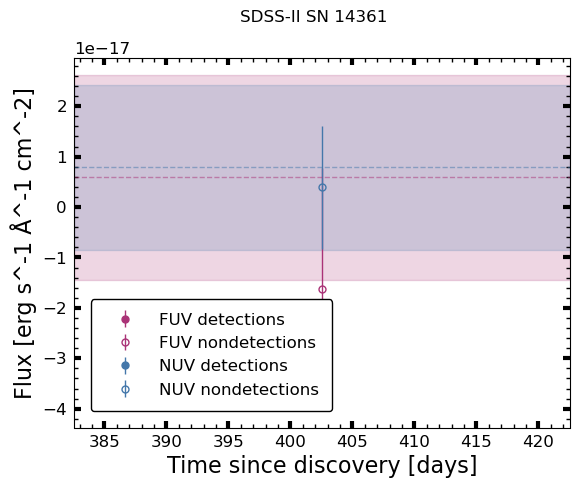 SDSS-II SN 14361
1e−17
Flux [erg s^-1 Å^-1 cm^-2]
2
1
0
−1
−2
−3
−4
FUV detections
FUV nondetections
NUV detections
NUV nondetections
385 390 395 400 405 410 415 420
Time since discovery [days]